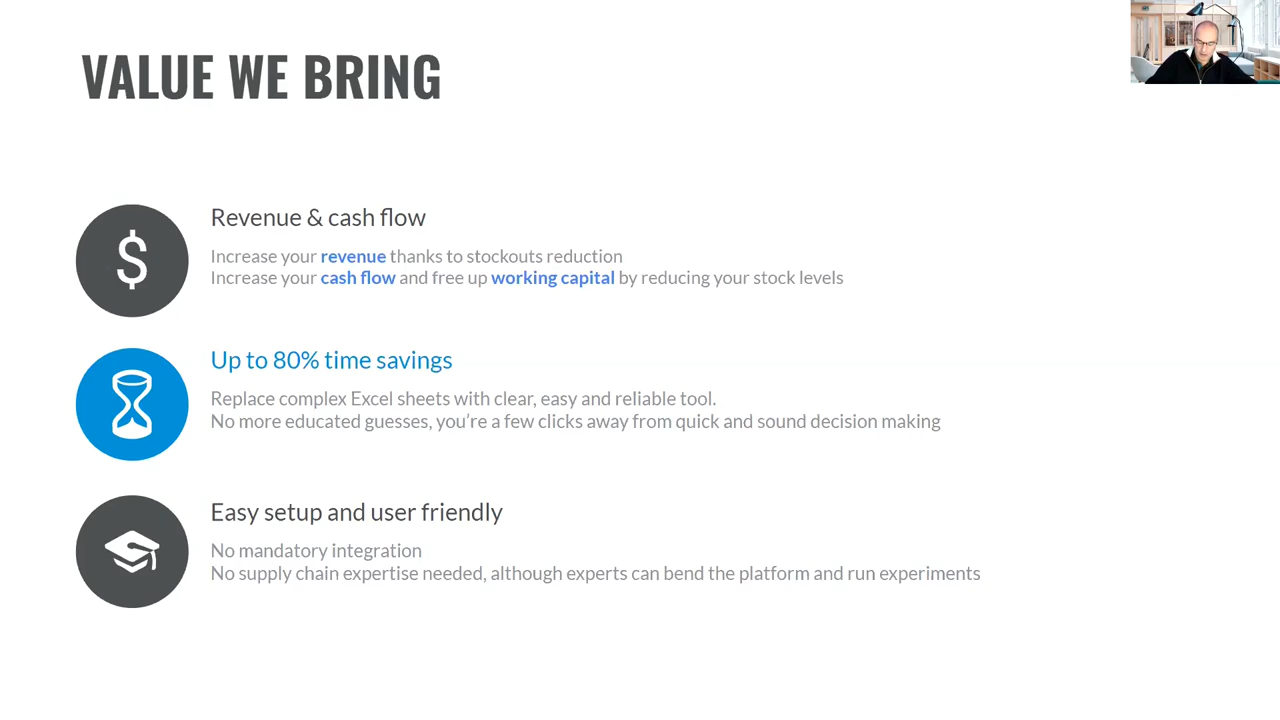 VALUE WE BRING
$
Revenue & cash flow
Increase your revenue thanks to stockouts reduction
Increase your cash flow and free up working capital by reducing your stock levels
Up to 80% time savings
Replace complex Excel sheets with clear, easy and reliable tool.
No more educated guesses, you’re a few clicks away from quick and sound decision making
Easy setup and user friendly
No mandatory integration
No supply chain expertise needed, although experts can bend the platform and run experiments